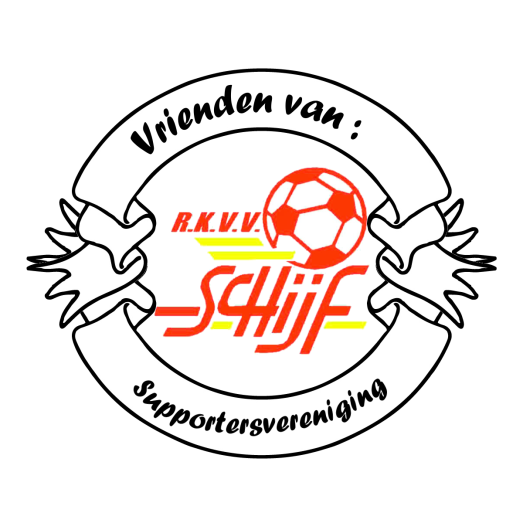 Vrienden van :
R.K.V.V.
SCHijF
Supportersvereniging